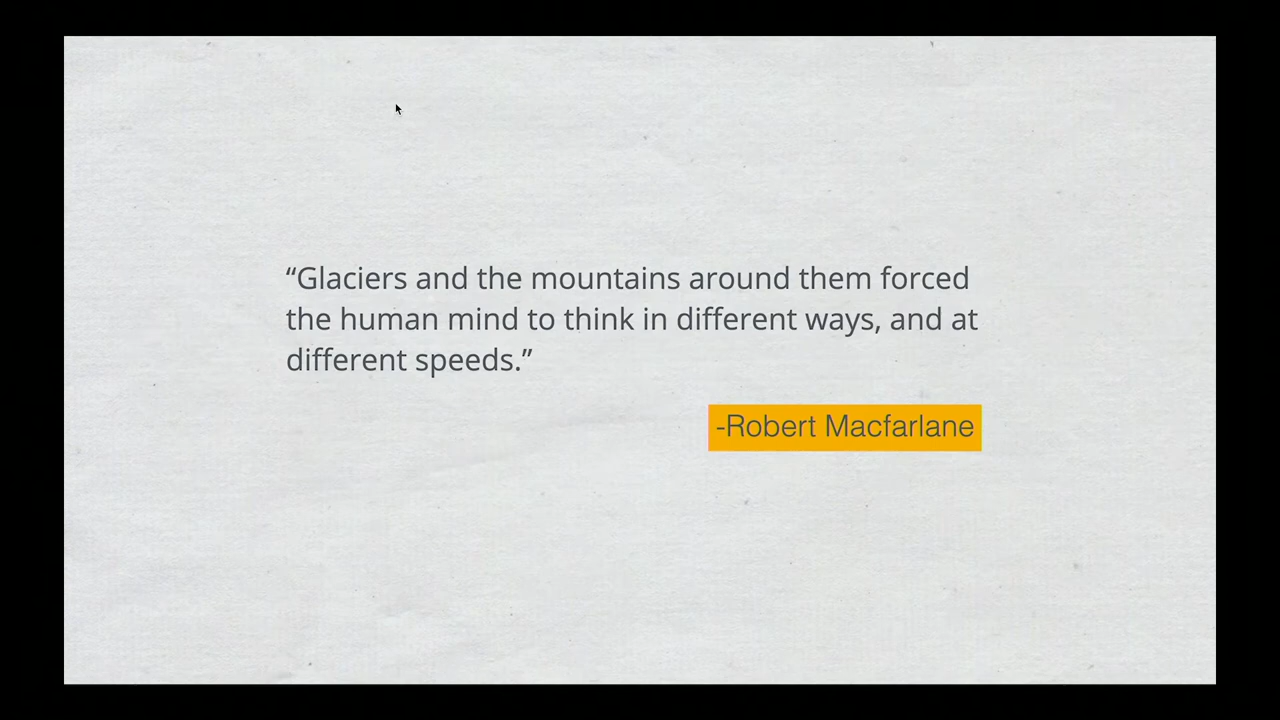 “Glaciers and the mountains around them forced
the human mind to think in different ways, and at
different speeds.”
-Robert Macfarlane